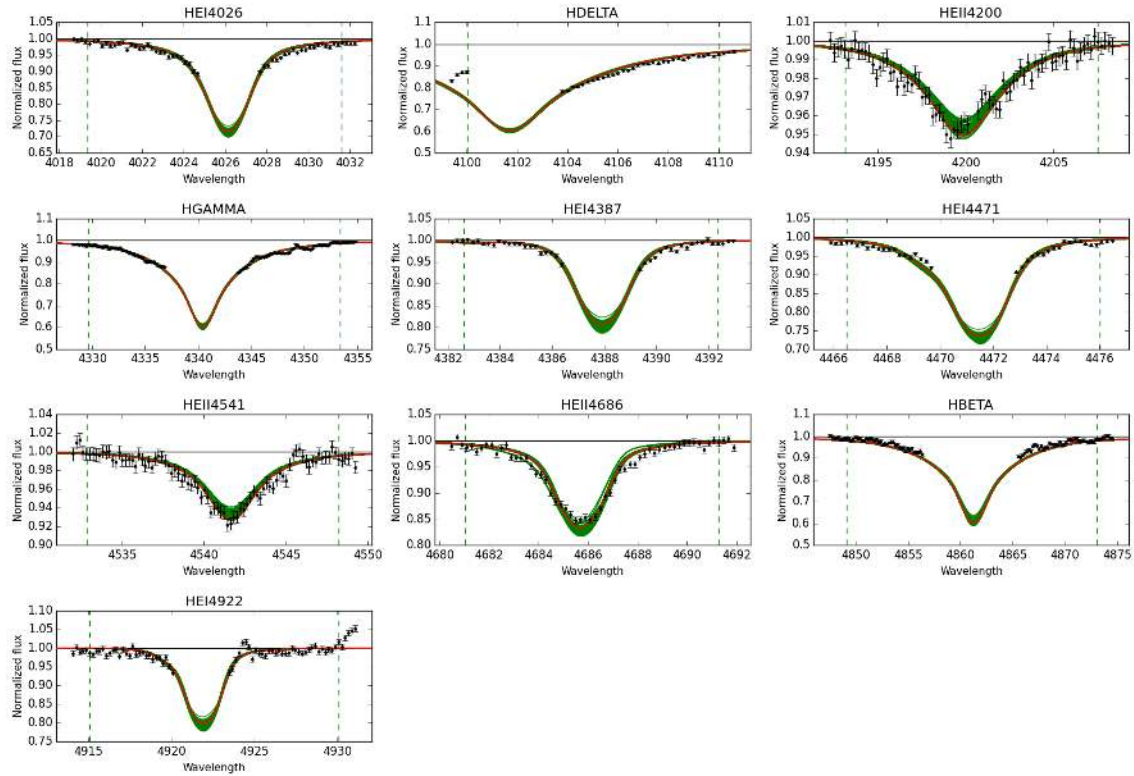 HEI4026
Normalized flux
1.05
1.00
0.95
0.90
0.85
0.80
0.75
0.70
0.65
4018 4020 4022 4024 4026 4028 4030 4032
Wavelength
HDELTA
Normalized flux
1.1
1.0
0.9
0.8
0.7
0.6
0.5
4100 4102 4104 4106 4108 4110
Wavelength
HEII4200
Normalized flux
1.01
1.00
0.99
0.98
0.97
0.96
0.95
0.94
4195 4200 4205
Wavelength
HGAMMA
Normalized flux
1.1
1.0
0.9
0.8
0.7
0.6
0.5
4330 4335 4340 4345 4350 4355
Wavelength
HEI4387
Normalized flux
1.05
1.00
0.95
0.90
0.85
0.80
0.75
4382 4384 4386 4388 4390 4392
Wavelength
HEI4471
Normalized flux
1.05
1.00
0.95
0.90
0.85
0.80
0.75
0.70
4466 4468 4470 4472 4474 4476
Wavelength
HEII4541
Normalized flux
1.04
1.02
1.00
0.98
0.96
0.94
0.92
0.90
4535 4540 4545 4550
Wavelength
HEII4686
Normalized flux
1.05
1.00
0.95
0.90
0.85
0.80
4680 4682 4684 4686 4688 4690 4692
Wavelength
HBETA
Normalized flux
1.1
1.0
0.9
0.8
0.7
0.6
0.5
4850 4855 4860 4865 4870 4875
Wavelength
HEI4922
Normalized flux
1.10
1.05
1.00
0.95
0.90
0.85
0.80
0.75
4915 4920 4925 4930
Wavelength